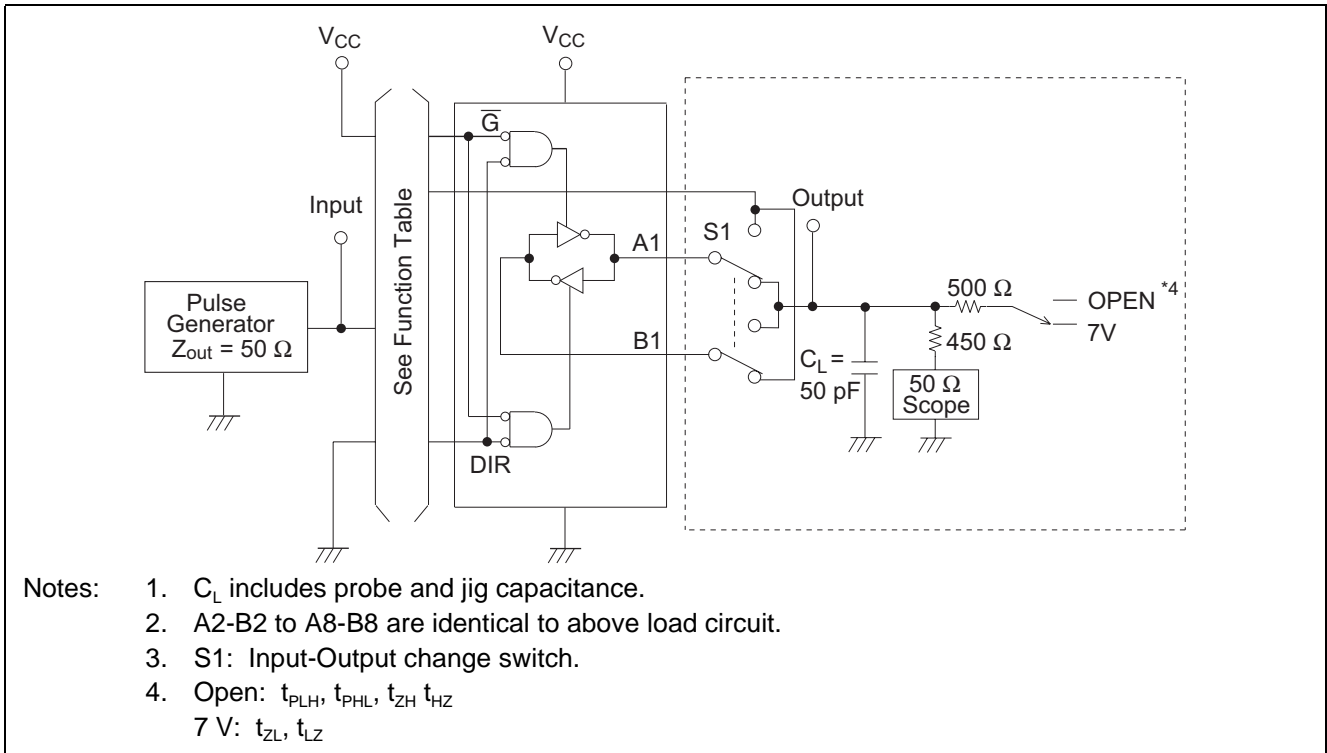 VCC
VCC
G
Input
See Function Table
Pulse
Generator
Zout = 50 Ω
A1
S1
Output
B1
DIR
CL =
50 pF
500 Ω
450 Ω
50 Ω
Scope
OPEN *4
7V
Notes: 1. CL includes probe and jig capacitance.
2. A2-B2 to A8-B8 are identical to above load circuit.
3. S1: Input-Output change switch.
4. Open: tPLH, tPHL, tZH tHZ
7 V: tZL, tLZ